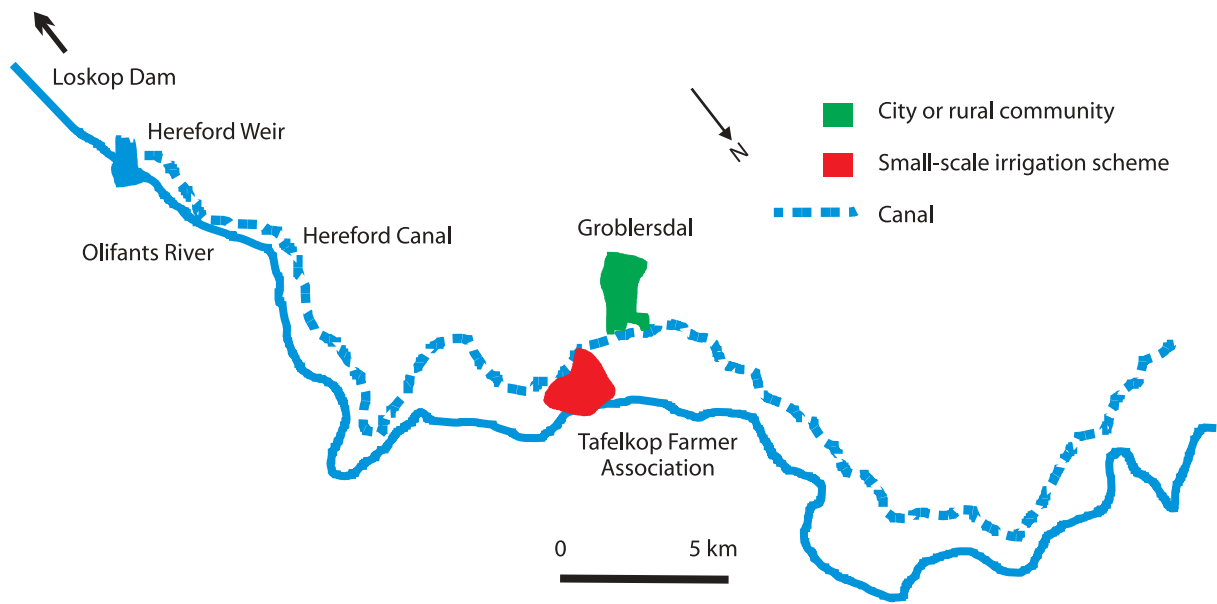 Loskop Dam
Hereford Weir
Olifants River
Hereford Canal
Groblersdal
Tafelkop Farmer
Association
N
City or rural community
Small-scale irrigation scheme
Canal
0 5 km